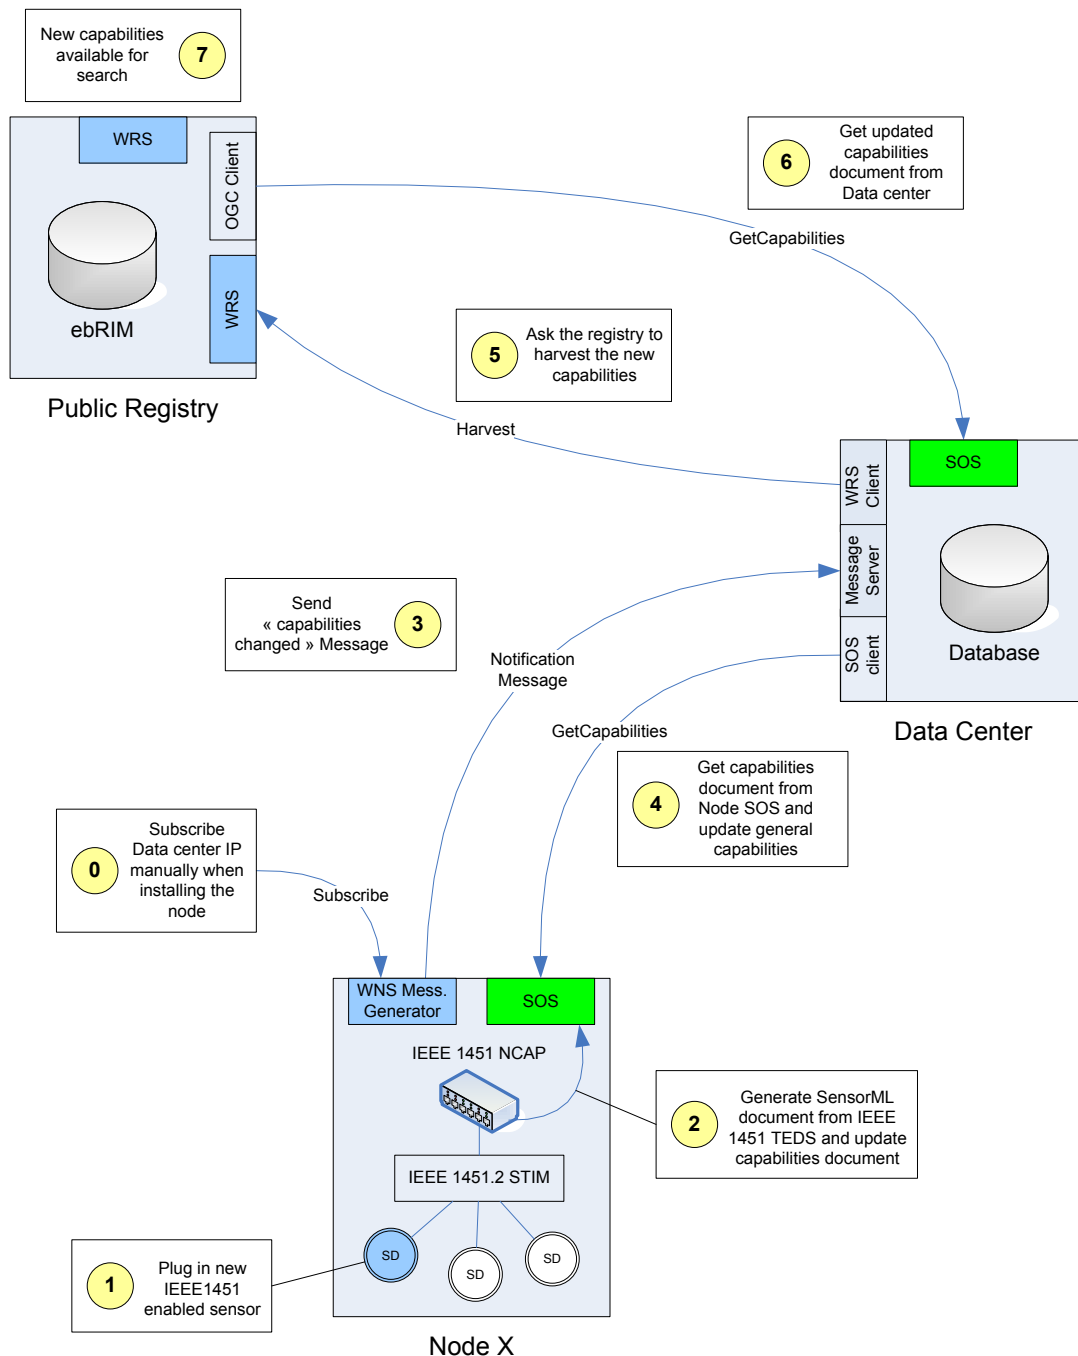 New capabilities
available for
search
7
WRS
OGC Client
WRS
ebRIM
Public Registry
6
Get updated
capabilities
document from
Data center
GetCapabilities
5
Ask the registry to
harvest the new
capabilities
Harvest
SOS
WRS
Client
Message
Server
SOS
client
Database
Data Center
Send
« capabilities
changed » Message
3
Notification
Message
GetCapabilities
4
Get capabilities
document from
Node SOS and
update general
capabilities
0
Subscribe
Data center IP
manually when
installing the
node
Subscribe
WNS Mess.
Generator
SOS
IEEE 1451 NCAP
2
Generate SensorML
document from IEEE
1451 TEDS and update
capabilities document
IEEE 1451.2 STIM
SD
SD
SD
1
Plug in new
IEEE1451
enabled sensor
Node X